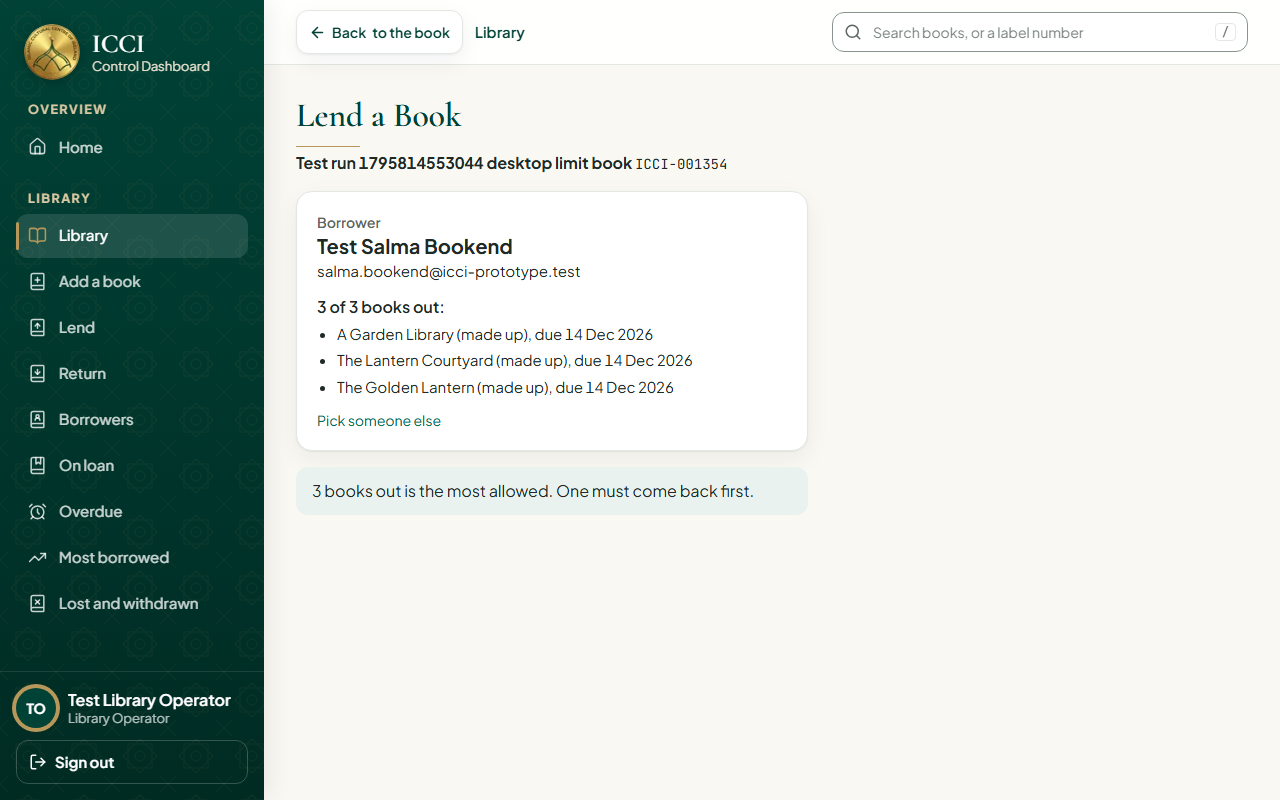 ICCI
Control Dashboard
OVERVIEW
Home
LIBRARY
Library
Add a book
Lend
Return
Borrowers
On loan
Overdue
Most borrowed
Lost and withdrawn
TO
Test Library Operator
Library Operator
Sign out
Back to the book
Library
Search books, or a label number
/
Lend a Book
Test run 1795814553044 desktop limit book ICCI-001354
Borrower
Test Salma Bookend
salma.bookend@icci-prototype.test
3 of 3 books out:
A Garden Library (made up), due 14 Dec 2026
The Lantern Courtyard (made up), due 14 Dec 2026
The Golden Lantern (made up), due 14 Dec 2026
Pick someone else
3 books out is the most allowed. One must come back first.